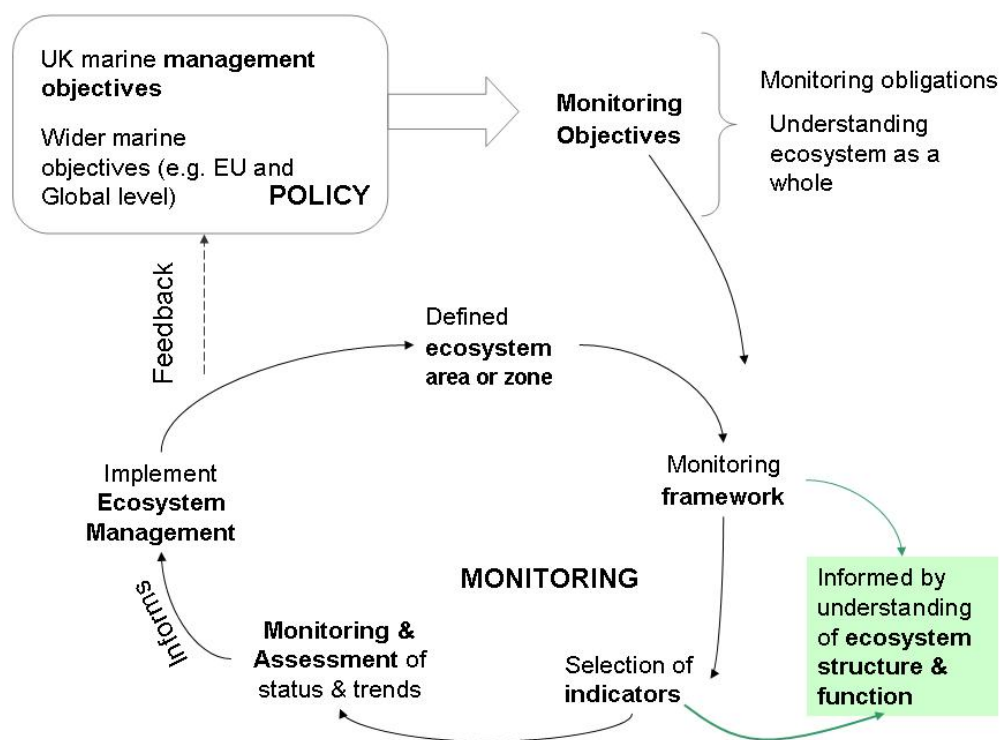 UK marine management
objectives
Wider marine
objectives (e.g. EU and
Global level)
POLICY
Monitoring
Objectives
Monitoring obligations
Understanding
ecosystem as a
whole
Feedback
Defined
ecosystem
area or zone
Implement
Ecosystem
Management
Monitoring
framework
MONITORING
Informs
Monitoring &
Assessment of
status & trends
Selection of
indicators
Informed by
understanding
of ecosystem
structure &
function